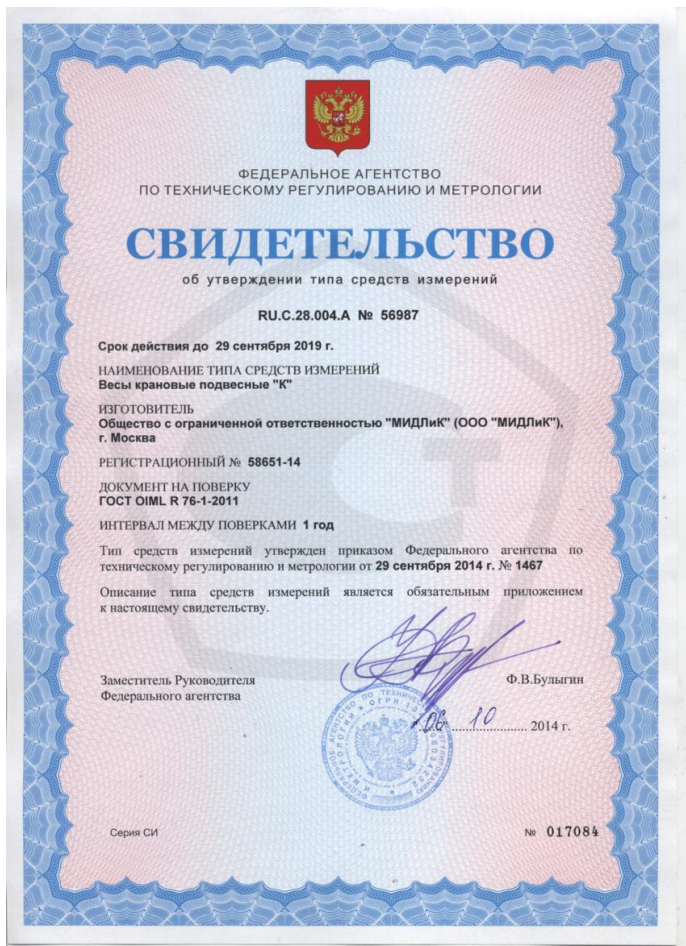 ФЕДЕРАЛЬНОЕ АГЕНТСТВО
ПО ТЕХНИЧЕСКОМУ РЕГУЛИРОВАНИЮ И МЕТРОЛОГИИ
СВИДЕТЕЛЬСТВО
об утверждении типа средств измерений
RU.C.28.004.A № 56987
Срок действия до 29 сентября 2019 г.
НАИМЕНОВАНИЕ ТИПА СРЕДСТВ ИЗМЕРЕНИЙ
Весы крановые подвесные "К"
ИЗГОТОВИТЕЛЬ
Общество с ограниченной ответственностью "МИДЛиК" (ООО "МИДЛиК"),
г. Москва
РЕГИСТРАЦИОННЫЙ № 58651-14
ДОКУМЕНТ НА ПОВЕРКУ
ГОСТ OIML R 76-1-2011
ИНТЕРВАЛ МЕЖДУ ПОВЕРКАМИ 1 год
Тип средств измерений утвержден приказом Федерального агентства по
техническому регулированию и метрологии от 29 сентября 2014 г. № 1467
Описание типа средств измерений является обязательным приложением
к настоящему свидетельству.
Заместитель Руководителя
Федерального агентства
Ф.В.Булыгин
"06" 10 2014 г.
Серия СИ
№ 017084